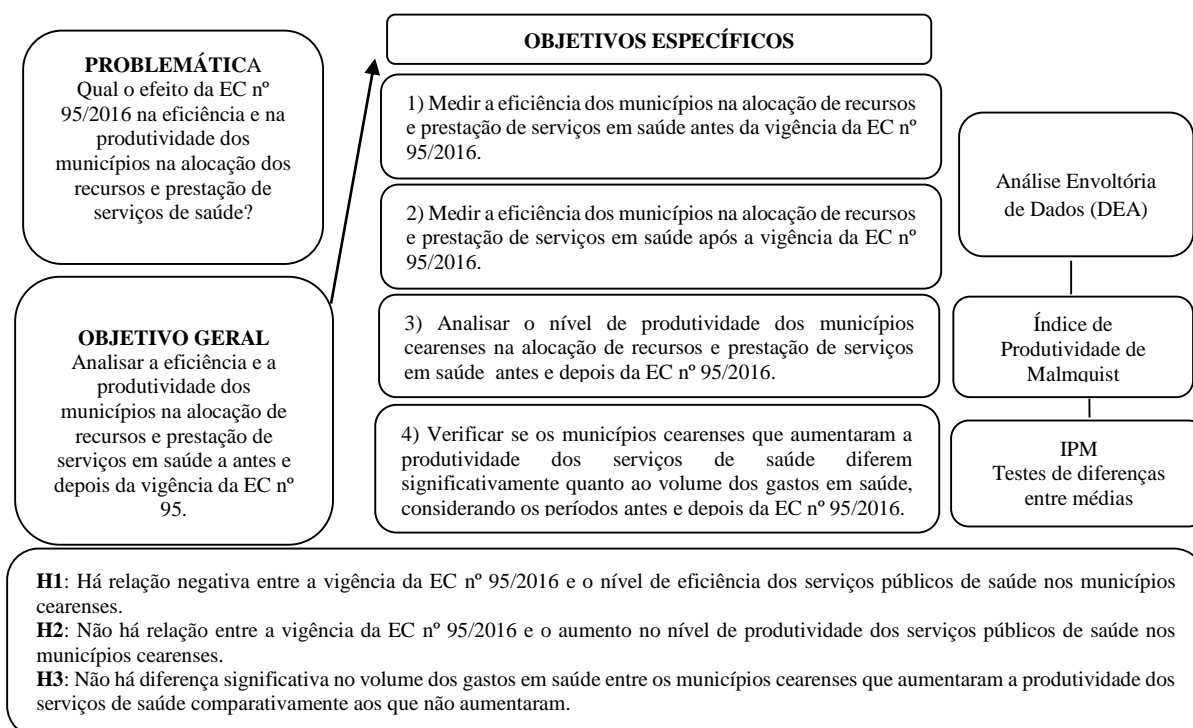 PROBLEMÁTICA
Qual o efeito da EC nº
95/2016 na eficiência e na
produtividade dos
municípios na alocação dos
recursos e prestação de
serviços de saúde?
OBJETIVO GERAL
Analisar a eficiência e a
produtividade dos
municípios na alocação de
recursos e prestação de
serviços em saúde a antes e
depois da vigência da EC nº
95.
OBJETIVOS ESPECÍFICOS
1) Medir a eficiência dos municípios na alocação de recursos
e prestação de serviços em saúde antes da vigência da EC nº
95/2016.
2) Medir a eficiência dos municípios na alocação de recursos
e prestação de serviços em saúde após a vigência da EC nº
95/2016.
3) Analisar o nível de produtividade dos municípios
cearenses na alocação de recursos e prestação de serviços
em saúde antes e depois da EC nº 95/2016.
4) Verificar se os municípios cearenses que aumentaram a
produtividade dos serviços de saúde diferem
significativamente quanto ao volume dos gastos em saúde,
considerando os períodos antes e depois da EC nº 95/2016.
Análise Envoltória
de Dados (DEA)
Índice de
Produtividade de
Malmquist
IPM
Testes de diferenças
entre médias
H1: Há relação negativa entre a vigência da EC nº 95/2016 e o nível de eficiência dos serviços públicos de saúde nos municípios
cearenses.
H2: Não há relação entre a vigência da EC nº 95/2016 e o aumento no nível de produtividade dos serviços públicos de saúde nos
municípios cearenses.
H3: Não há diferença significativa no volume dos gastos em saúde entre os municípios cearenses que aumentaram a produtividade dos
serviços de saúde comparativamente aos que não aumentaram.